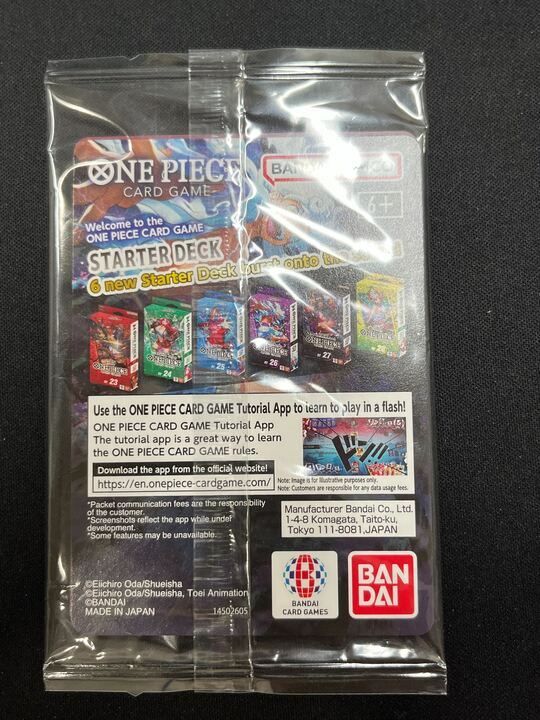 ONE PIECE
CARD GAME
BANDAI
6+
Welcome to the
ONE PIECE CARD GAME
STARTER DECK
6 new Starter Deck burst onto the
23
24
25
26
27
Use the ONE PIECE CARD GAME Tutorial App to learn to play in a flash!
ONE PIECE CARD GAME Tutorial App
The tutorial app is a great way to learn
the ONE PIECE CARD GAME rules.
Download the app from the official website!
https://en.onepiece-cardgame.com/
Note: Image is for illustrative purposes only.
Note: Customers are responsible for any data usage fees.
*Packet communication fees are the responsibility
of the customer.
*Screenshots reflect the app while under
development.
*Some features may be unavailable.
Manufacturer Bandai Co., Ltd.
1-4-8 Komagata, Taito-ku,
Tokyo 111-8081,JAPAN
©Eiichiro Oda/Shueisha
©Eiichiro Oda/Shueisha, Toei Animation
©BANDAI
MADE IN JAPAN
14502605
BANDAI
CARD GAMES
BAN
DAI